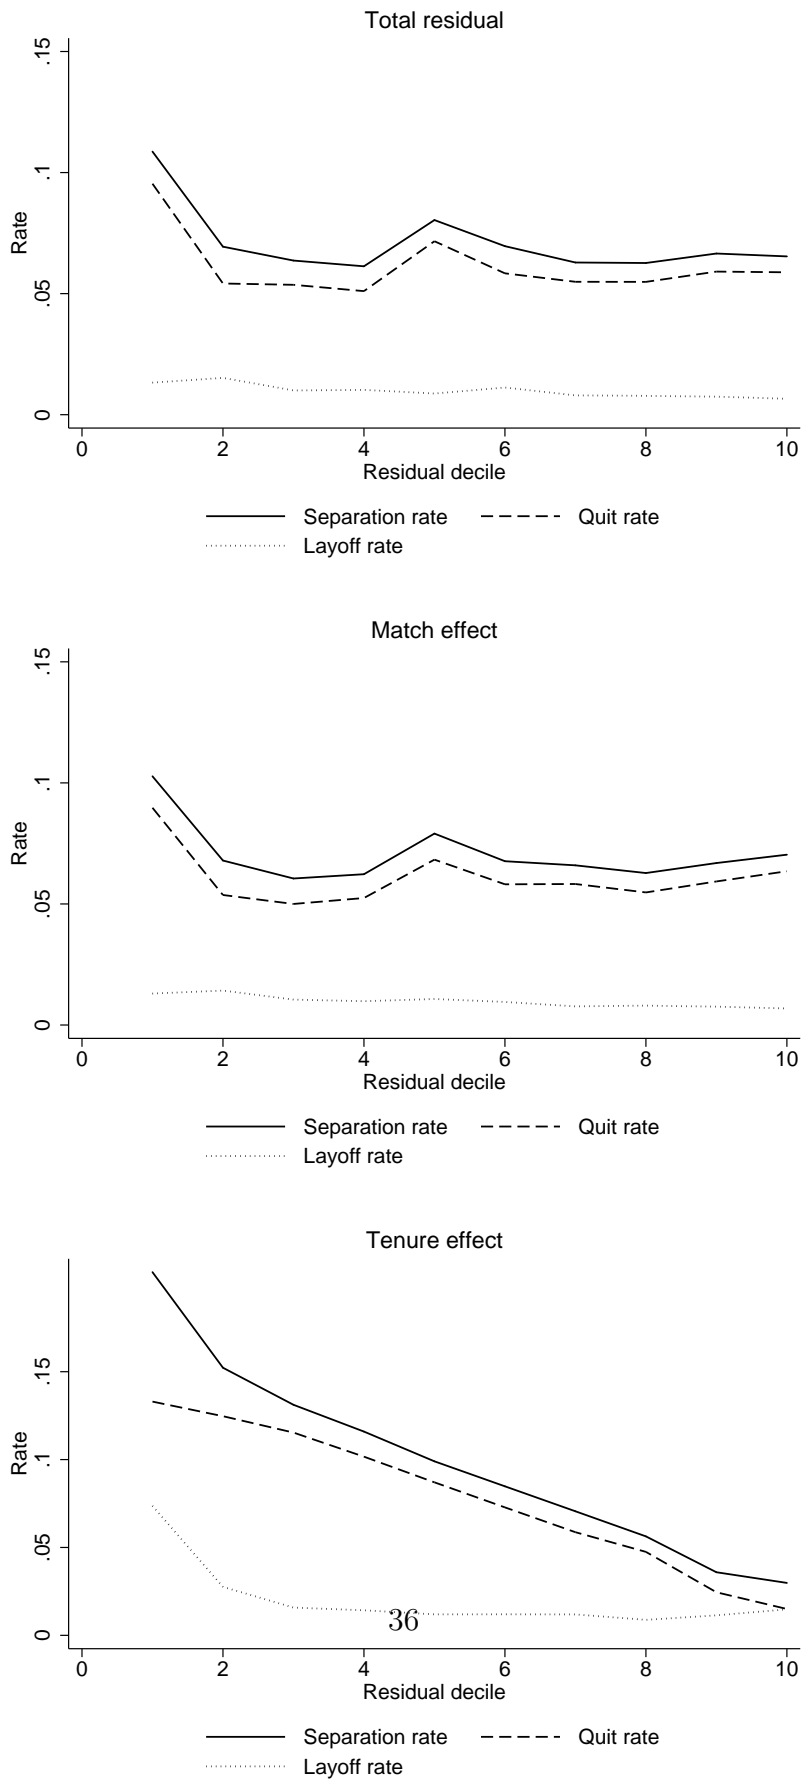 Total residual
.15
.1
.05
0
Rate
0 2 4 6 8 10
Residual decile
Separation rate Quit rate
Layoff rate
Match effect
.15
.1
.05
0
Rate
0 2 4 6 8 10
Residual decile
Separation rate Quit rate
Layoff rate
Tenure effect
.15
.1
.05
0
Rate
36
0 2 4 6 8 10
Residual decile
Separation rate Quit rate
Layoff rate